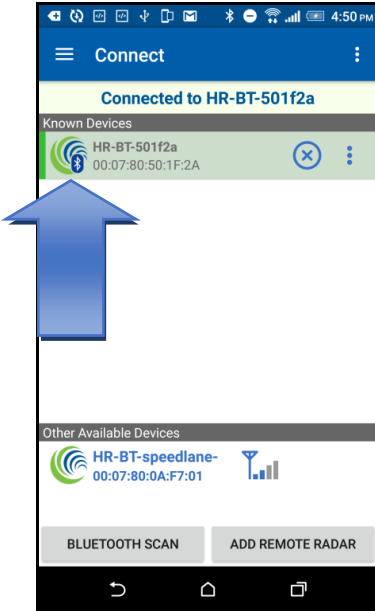 4:50 PM
Connect
Connected to HR-BT-501f2a
Known Devices
HR-BT-501f2a
00:07:80:50:1F:2A
Other Available Devices
HR-BT-speedlane-
00:07:80:0A:F7:01
BLUETOOTH SCAN
ADD REMOTE RADAR